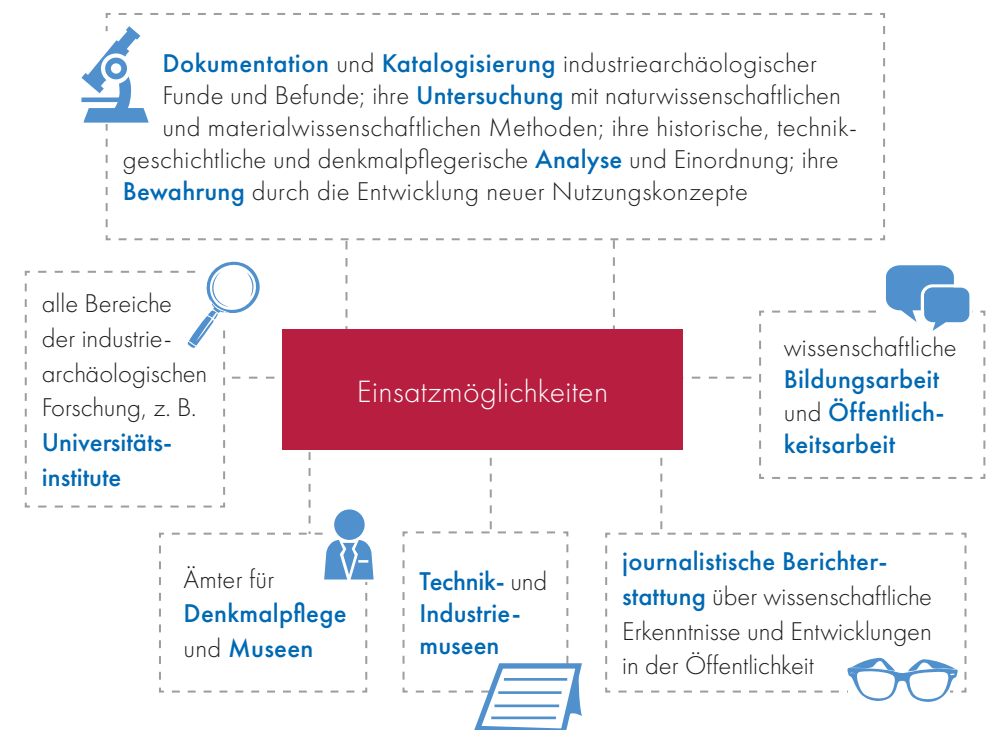 Dokumentation und Katalogisierung industriearchäologischer
Funde und Befunde; ihre Untersuchung mit naturwissenschaftlichen
und materialwissenschaftlichen Methoden; ihre historische, technik-
geschichtliche und denkmalpflegerische Analyse und Einordnung; ihre
Bewahrung durch die Entwicklung neuer Nutzungskonzepte
alle Bereiche
der industrie-
archäologischen
Forschung, z. B.
Universitäts-
institute
Einsatzmöglichkeiten
wissenschaftliche
Bildungsarbeit
und Öffentlich-
keitsarbeit
Ämter für
Denkmalpflege
und Museen
Technik- und
Industrie-
museen
journalistische Berichter-
stattung über wissenschaftliche
Erkenntnisse und Entwicklungen
in der Öffentlichkeit